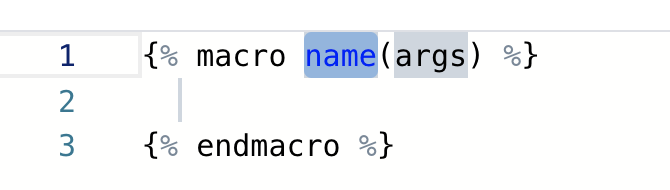 1 {% macro name(args) %}
2
3 {% endmacro %}